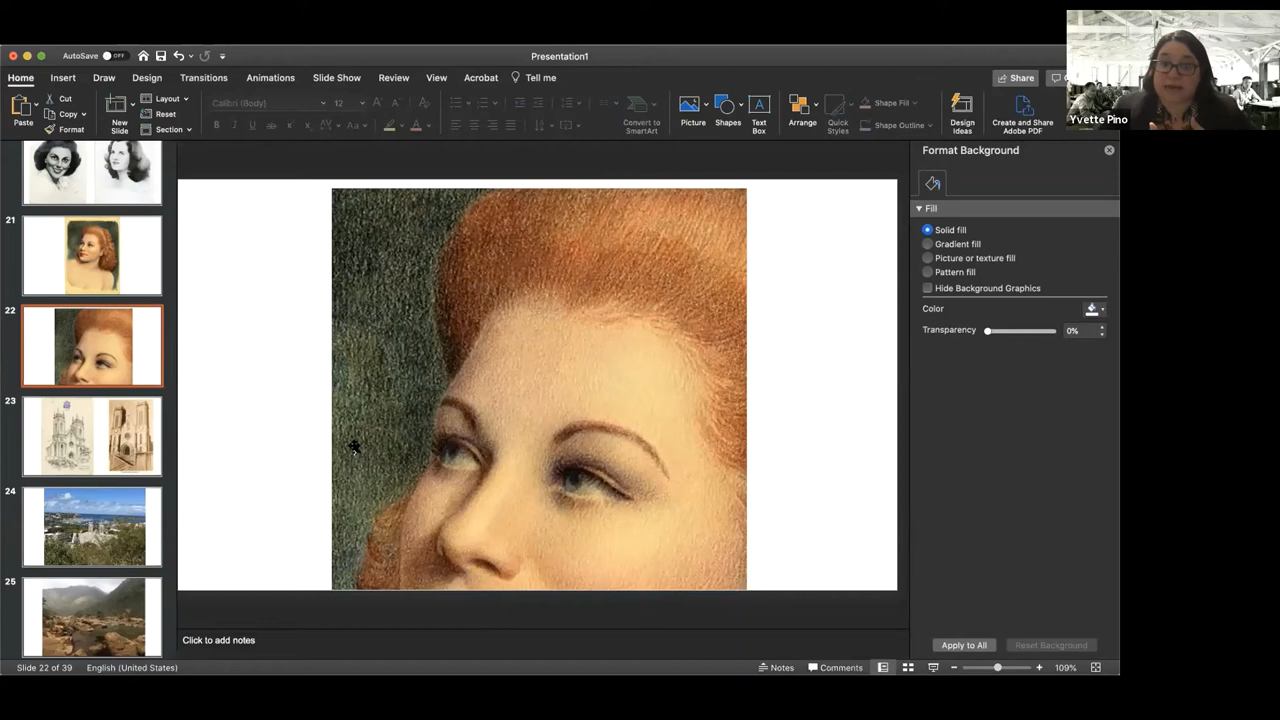 Yvette Pino
AutoSave OFF
Presentation1
Home Insert Draw Design Transitions Animations Slide Show Review View Acrobat Tell me
Share
Paste
Cut
Copy
Format
New Slide
Layout
Reset
Section
Calibri (Body) 12
B I U
Convert to SmartArt
Picture
Shapes
Text Box
Arrange
Quick Styles
Shape Fill
Shape Outline
Design Ideas
Create and Share Adobe PDF
21
22
23
24
25
Format Background
Fill
Solid fill
Gradient fill
Picture or texture fill
Pattern fill
Hide Background Graphics
Color
Transparency 0%
Apply to All
Reset Background
Click to add notes
Slide 22 of 39 English (United States)
Notes Comments 109%